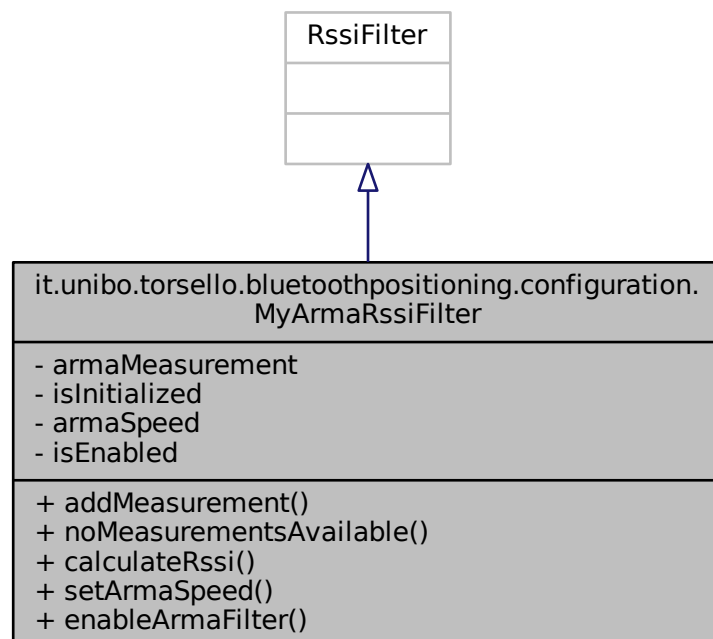 RssiFilter
it.unibo.torsello.bluetoothpositioning.configuration.
MyArmaRssiFilter
- armaMeasurement
- isInitialized
- armaSpeed
- isEnabled
+ addMeasurement()
+ noMeasurementsAvailable()
+ calculateRssi()
+ setArmaSpeed()
+ enableArmaFilter()